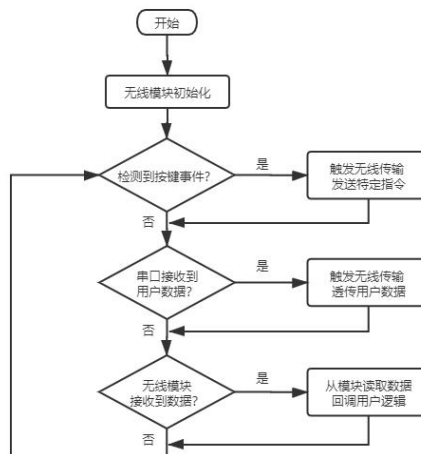 开始
无线模块初始化
检测到按键事件?
是
触发无线传输
发送特定指令
否
串口接收到
用户数据?
是
触发无线传输
透传用户数据
否
无线模块
接收到数据?
是
从模块读取数据
回调用户逻辑
否